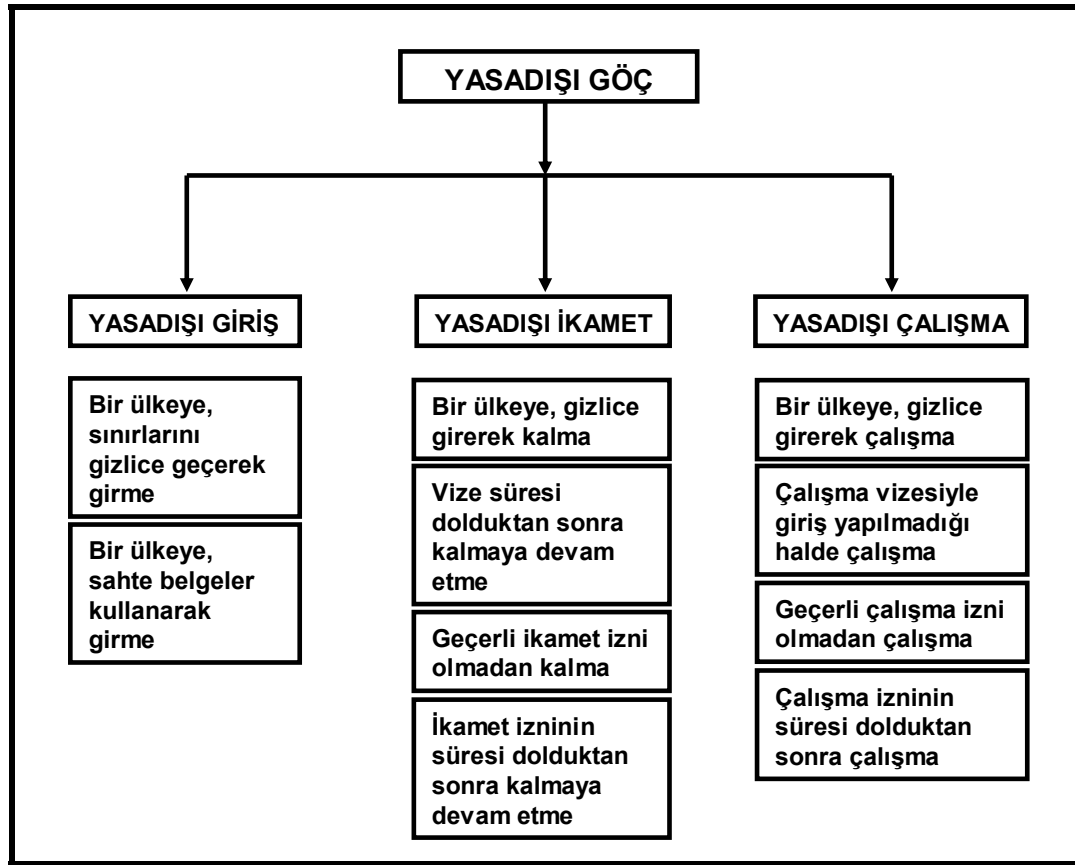 YASADIŞI GÖÇ
YASADIŞI GİRİŞ
Bir ülkeye,
sınırlarını
gizlice geçerek
girme
Bir ülkeye,
sahte belgeler
kullanarak
girme
YASADIŞI İKAMET
Bir ülkeye, gizlice
girerek kalma
Vize süresi
dolduktan sonra
kalmaya devam
etme
Geçerli ikamet izni
olmadan kalma
İkamet izninin
süresi dolduktan
sonra kalmaya
devam etme
YASADIŞI ÇALIŞMA
Bir ülkeye, gizlice
girerek çalışma
Çalışma vizesiyle
giriş yapılmadığı
halde çalışma
Geçerli çalışma izni
olmadan çalışma
Çalışma izninin
süresi dolduktan
sonra çalışma